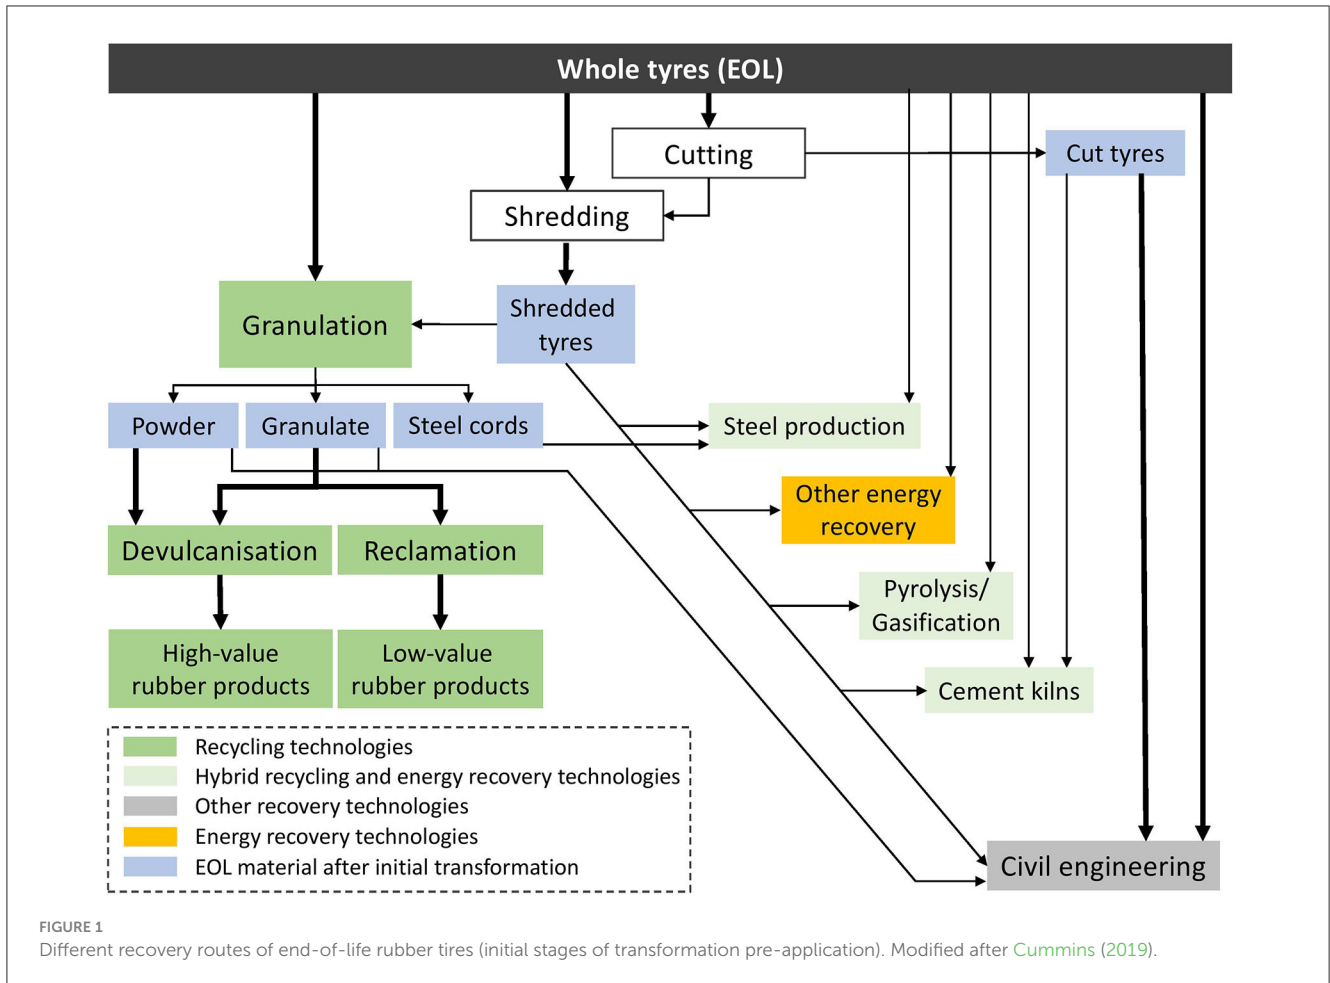 Whole tyres (EOL)
Cutting
Cut tyres
Shredding
Granulation
Shredded
tyres
Powder
Granulate
Steel cords
Steel production
Other energy
recovery
Devulcanisation
Reclamation
Pyrolysis/
Gasification
High-value
rubber products
Low-value
rubber products
Cement kilns
Recycling technologies
Hybrid recycling and energy recovery technologies
Other recovery technologies
Energy recovery technologies
EOL material after initial transformation
Civil engineering
FIGURE 1
Different recovery routes of end-of-life rubber tires (initial stages of transformation pre-application). Modified after Cummins (2019).